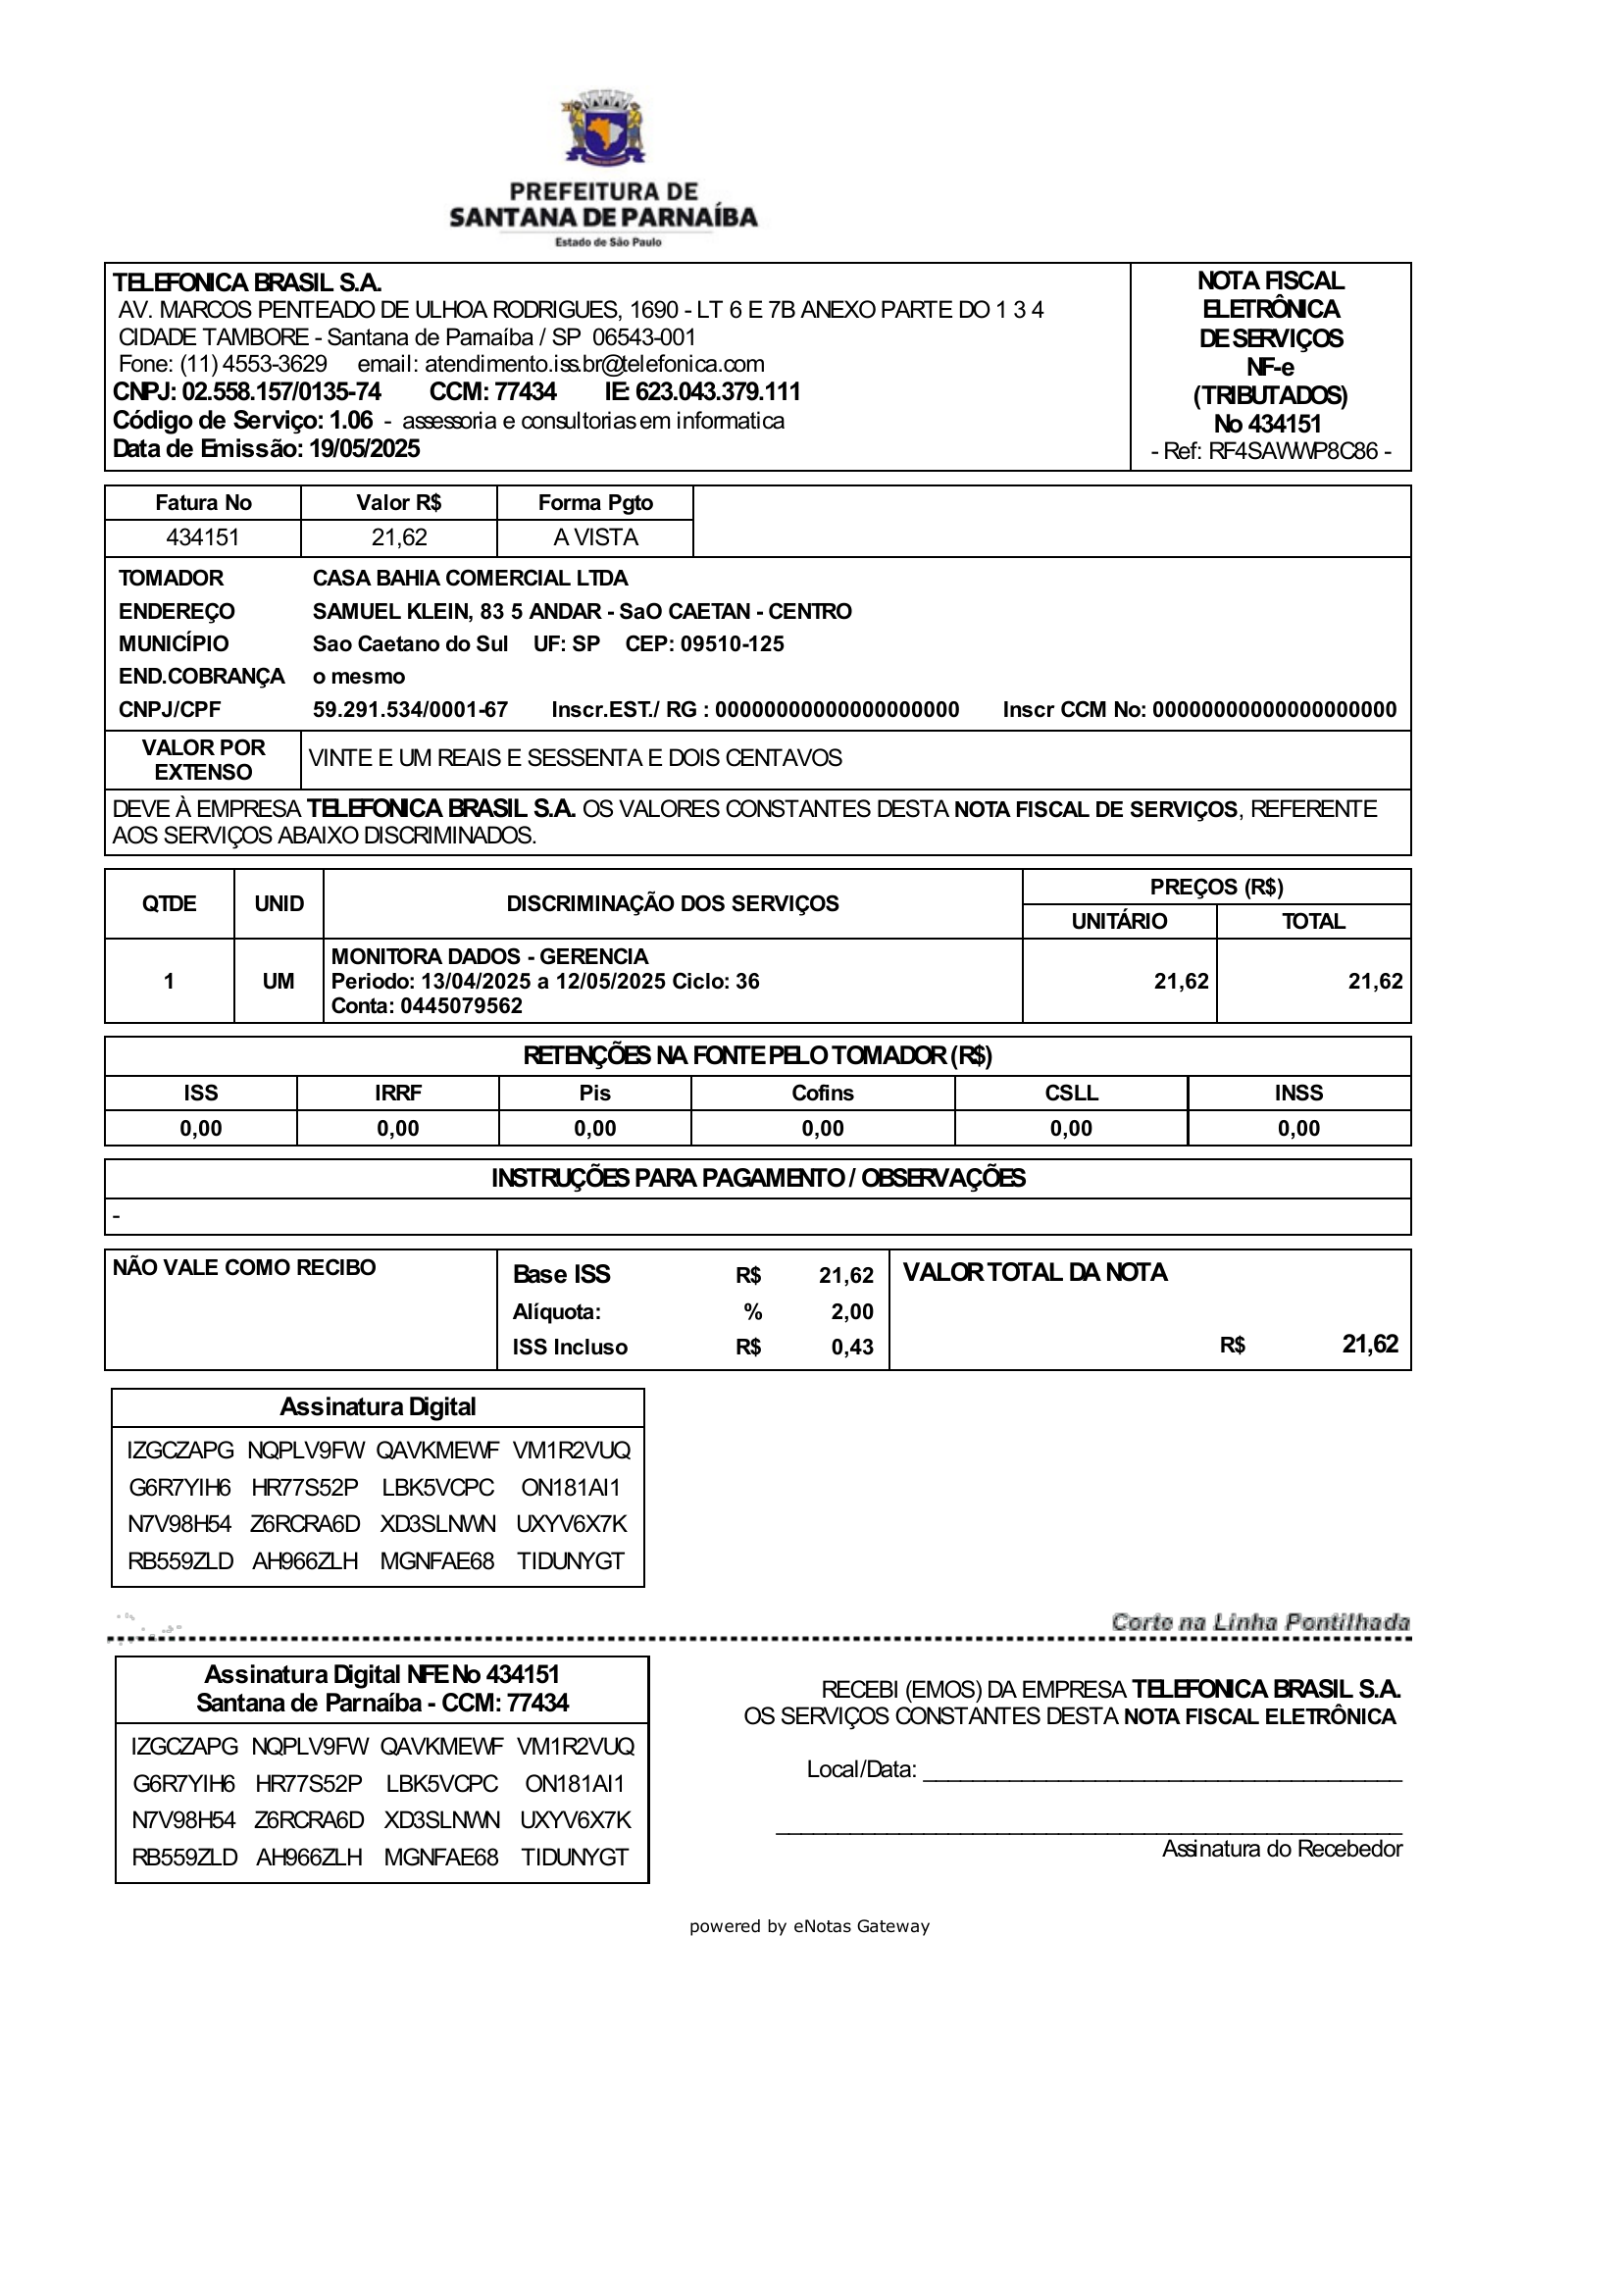 PREFEITURA DE
SANTANA DE PARNAÍBA
Estado de São Paulo
TELEFONICA BRASIL S.A.
AV. MARCOS PENTEADO DE ULHOA RODRIGUES, 1690 - LT 6 E 7B ANEXO PARTE DO 1 3 4
CIDADE TAMBORE - Santana de Parnaíba / SP 06543-001
Fone: (11) 4553-3629 email: atendimento.iss.br@telefonica.com
CNPJ: 02.558.157/0135-74 CCM: 77434 IE: 623.043.379.111
Código de Serviço: 1.06 - assessoria e consultorias em informatica
Data de Emissão: 19/05/2025
NOTA FISCAL
ELETRÔNICA
DE SERVIÇOS
NF-e
(TRIBUTADOS)
No 434151
- Ref: RF4SAWWP8C86 -
Fatura No Valor R$ Forma Pgto
434151 21,62 A VISTA
TOMADOR CASA BAHIA COMERCIAL LTDA
ENDEREÇO SAMUEL KLEIN, 83 5 ANDAR - SaO CAETAN - CENTRO
MUNICÍPIO Sao Caetano do Sul UF: SP CEP: 09510-125
END.COBRANÇA o mesmo
CNPJ/CPF 59.291.534/0001-67 Inscr.EST./ RG : 00000000000000000000 Inscr CCM No: 00000000000000000000
VALOR POR
EXTENSO
VINTE E UM REAIS E SESSENTA E DOIS CENTAVOS
DEVE À EMPRESA TELEFONICA BRASIL S.A. OS VALORES CONSTANTES DESTA NOTA FISCAL DE SERVIÇOS, REFERENTE
AOS SERVIÇOS ABAIXO DISCRIMINADOS.
QTDE UNID DISCRIMINAÇÃO DOS SERVIÇOS PREÇOS (R$)
UNITÁRIO TOTAL
MONITORA DADOS - GERENCIA
1 UM Periodo: 13/04/2025 a 12/05/2025 Ciclo: 36 21,62 21,62
Conta: 0445079562
RETENÇÕES NA FONTE PELO TOMADOR (R$)
ISS IRRF Pis Cofins CSLL INSS
0,00 0,00 0,00 0,00 0,00 0,00
INSTRUÇÕES PARA PAGAMENTO / OBSERVAÇÕES
-
NÃO VALE COMO RECIBO
Base ISS R$ 21,62
Alíquota: % 2,00
ISS Incluso R$ 0,43
VALOR TOTAL DA NOTA
R$ 21,62
Assinatura Digital
IZGCZAPG NQPLV9FW QAVKMEWF VM1R2VUQ
G6R7YIH6 HR77S52P LBK5VCPC ON181AI1
N7V98H54 Z6RCRA6D XD3SLNWN UXYV6X7K
RB559ZLD AH966ZLH MGNFAE68 TIDUNYGT
Corte na Linha Pontilhada
Assinatura Digital NFE No 434151
Santana de Parnaíba - CCM: 77434
IZGCZAPG NQPLV9FW QAVKMEWF VM1R2VUQ
G6R7YIH6 HR77S52P LBK5VCPC ON181AI1
N7V98H54 Z6RCRA6D XD3SLNWN UXYV6X7K
RB559ZLD AH966ZLH MGNFAE68 TIDUNYGT
RECEBI (EMOS) DA EMPRESA TELEFONICA BRASIL S.A.
OS SERVIÇOS CONSTANTES DESTA NOTA FISCAL ELETRÔNICA
Local/Data:
Assinatura do Recebedor
powered by eNotas Gateway